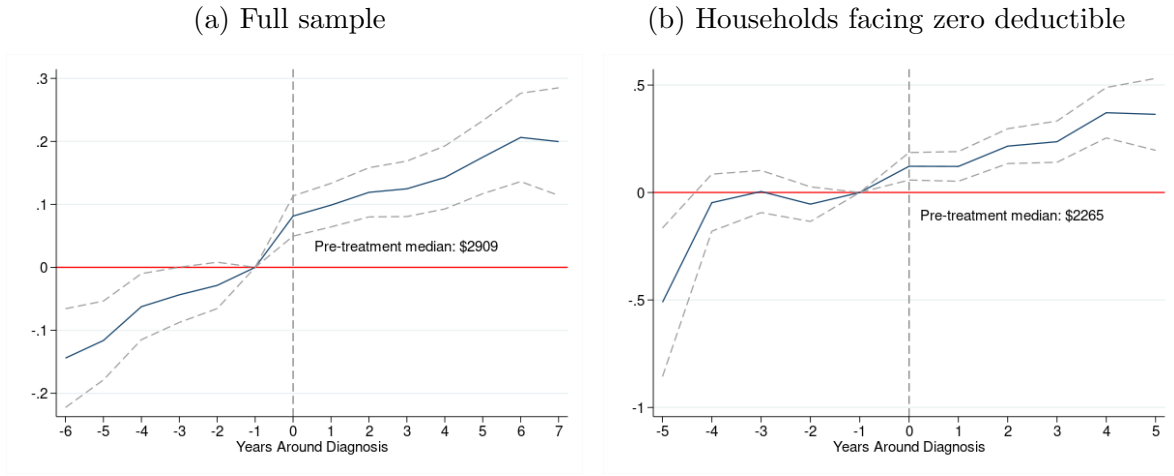 (a) Full sample
.3
.2
.1
0
-.1
-.2
Pre-treatment median: $2909
-6 -5 -4 -3 -2 -1 0 1 2 3 4 5 6 7
Years Around Diagnosis
(b) Households facing zero deductible
.5
0
-.5
-1
Pre-treatment median: $2265
-5 -4 -3 -2 -1 0 1 2 3 4 5
Years Around Diagnosis